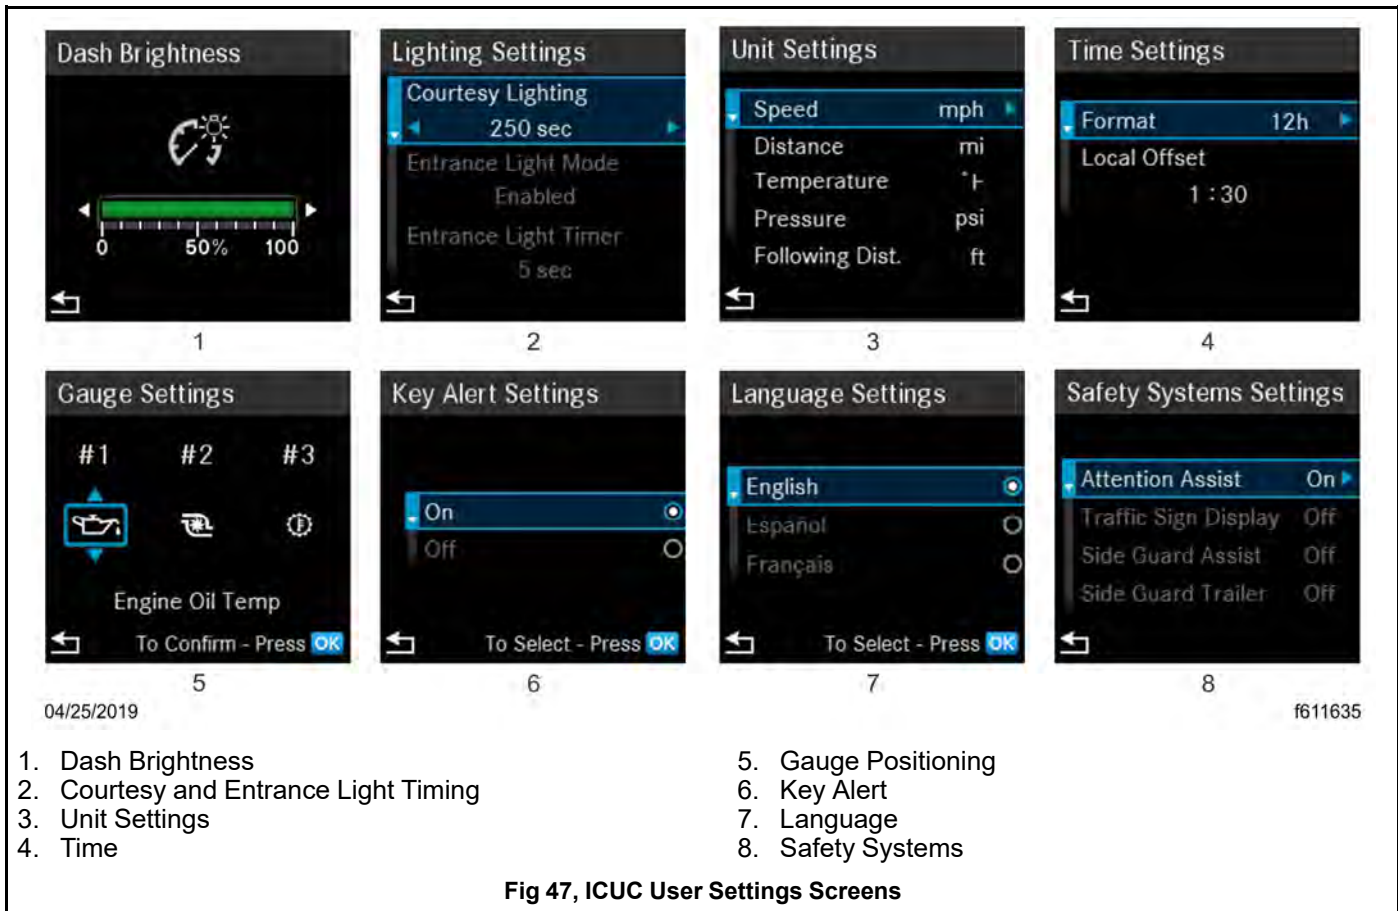 Dash Brightness
0 50% 100
1
Lighting Settings
Courtesy Lighting
250 sec
Entrance Light Mode
Enabled
Entrance Light Timer
5 sec
2
Unit Settings
Speed mph
Distance mi
Temperature °F
Pressure psi
Following Dist. ft
3
Time Settings
Format 12h
Local Offset
1:30
4
Gauge Settings
#1 #2 #3
Engine Oil Temp
To Confirm - Press OK
5
Key Alert Settings
On
Off
To Select - Press OK
6
Language Settings
English
Español
Français
To Select - Press OK
7
Safety Systems Settings
Attention Assist On
Traffic Sign Display Off
Side Guard Assist Off
Side Guard Trailer Off
8
04/25/2019
f611635
1. Dash Brightness
2. Courtesy and Entrance Light Timing
3. Unit Settings
4. Time
5. Gauge Positioning
6. Key Alert
7. Language
8. Safety Systems
Fig 47, ICUC User Settings Screens